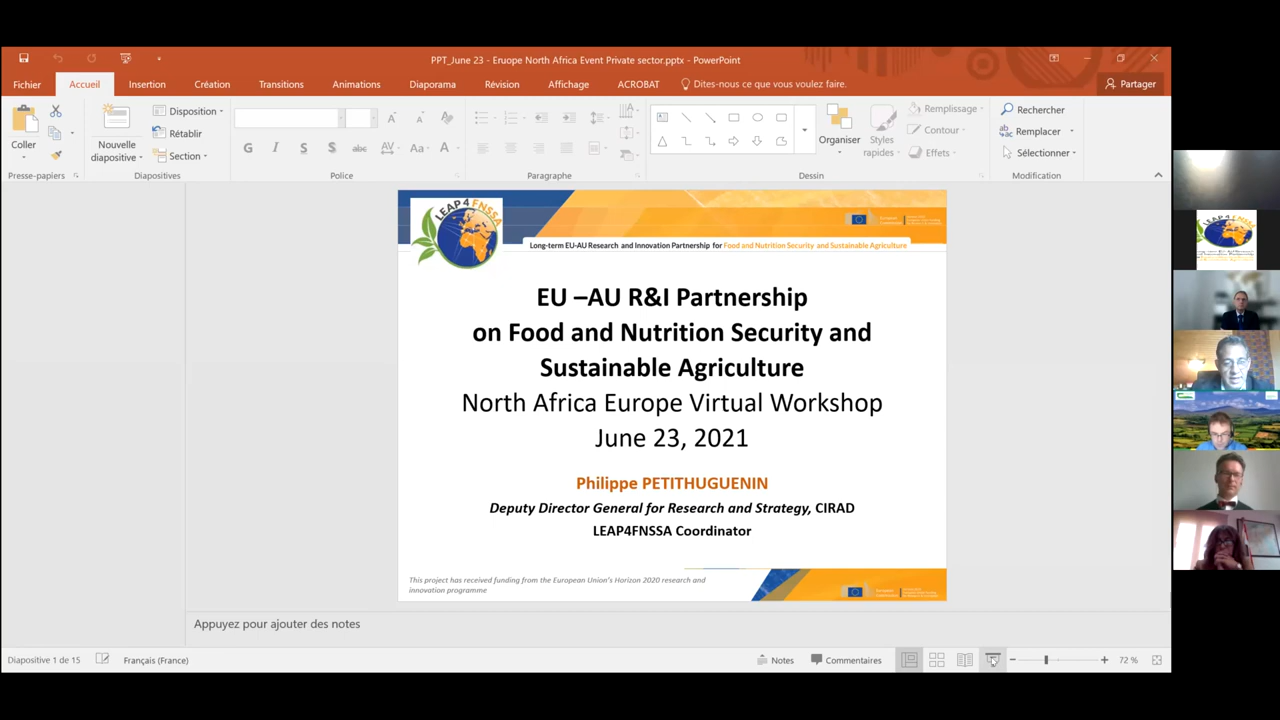 PPT_June 23 - Eruope North Africa Event Private sector.pptx - PowerPoint
Fichier Accueil Insertion Création Transitions Animations Diaporama Révision Affichage ACROBAT Dites-nous ce que vous voulez faire. Partager
Coller
Presse-papiers
Nouvelle diapositive
Disposition
Rétablir
Section
Diapositives
G I S S abc AV Aa A
Police
Paragraphe
Organiser
Styles rapides
Remplissage
Contour
Effets
Dessin
Rechercher
Remplacer
Sélectionner
Modification
LEAP4FNSSA
Long-term EU-AU Research and Innovation Partnership for Food and Nutrition Security and Sustainable Agriculture
EU –AU R&I Partnership
on Food and Nutrition Security and
Sustainable Agriculture
North Africa Europe Virtual Workshop
June 23, 2021
Philippe PETITHUGUENIN
Deputy Director General for Research and Strategy, CIRAD
LEAP4FNSSA Coordinator
This project has received funding from the European Union's Horizon 2020 research and
innovation programme
Appuyez pour ajouter des notes
Diapositive 1 de 15 Français (France) Notes Commentaires 72 %